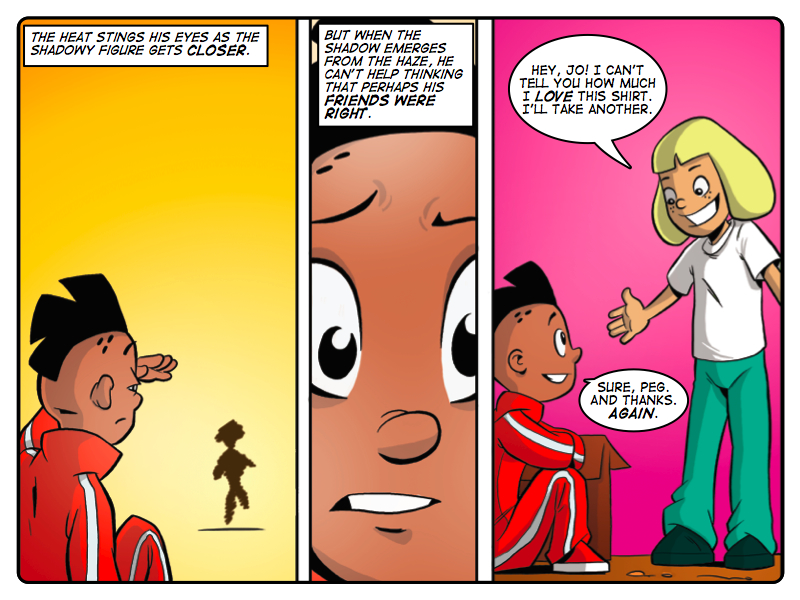 THE HEAT STINGS HIS EYES AS THE
SHADOWY FIGURE GETS CLOSER.
BUT WHEN THE
SHADOW EMERGES
FROM THE HAZE, HE
CAN'T HELP THINKING
THAT PERHAPS HIS
FRIENDS WERE
RIGHT.
HEY, JO! I CAN'T
TELL YOU HOW MUCH
I LOVE THIS SHIRT.
I'LL TAKE ANOTHER.
SURE, PEG.
AND THANKS.
AGAIN.